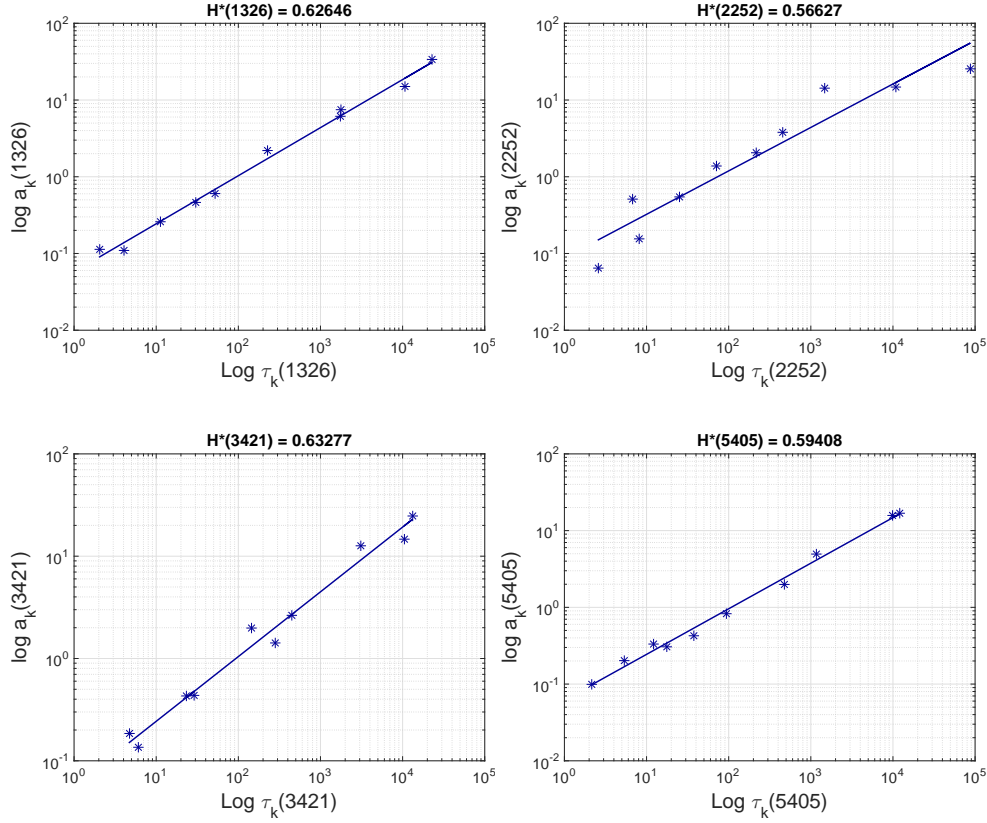 H*(1326) = 0.62646
10^2
10^1
10^0
10^-1
10^-2
log a_k(1326)
10^0 10^1 10^2 10^3 10^4 10^5
Log τ_k(1326)
H*(2252) = 0.56627
10^2
10^1
10^0
10^-1
10^-2
log a_k(2252)
10^0 10^1 10^2 10^3 10^4 10^5
Log τ_k(2252)
H*(3421) = 0.63277
10^2
10^1
10^0
10^-1
log a_k(3421)
10^0 10^1 10^2 10^3 10^4 10^5
Log τ_k(3421)
H*(5405) = 0.59408
10^2
10^1
10^0
10^-1
10^-2
log a_k(5405)
10^0 10^1 10^2 10^3 10^4 10^5
Log τ_k(5405)